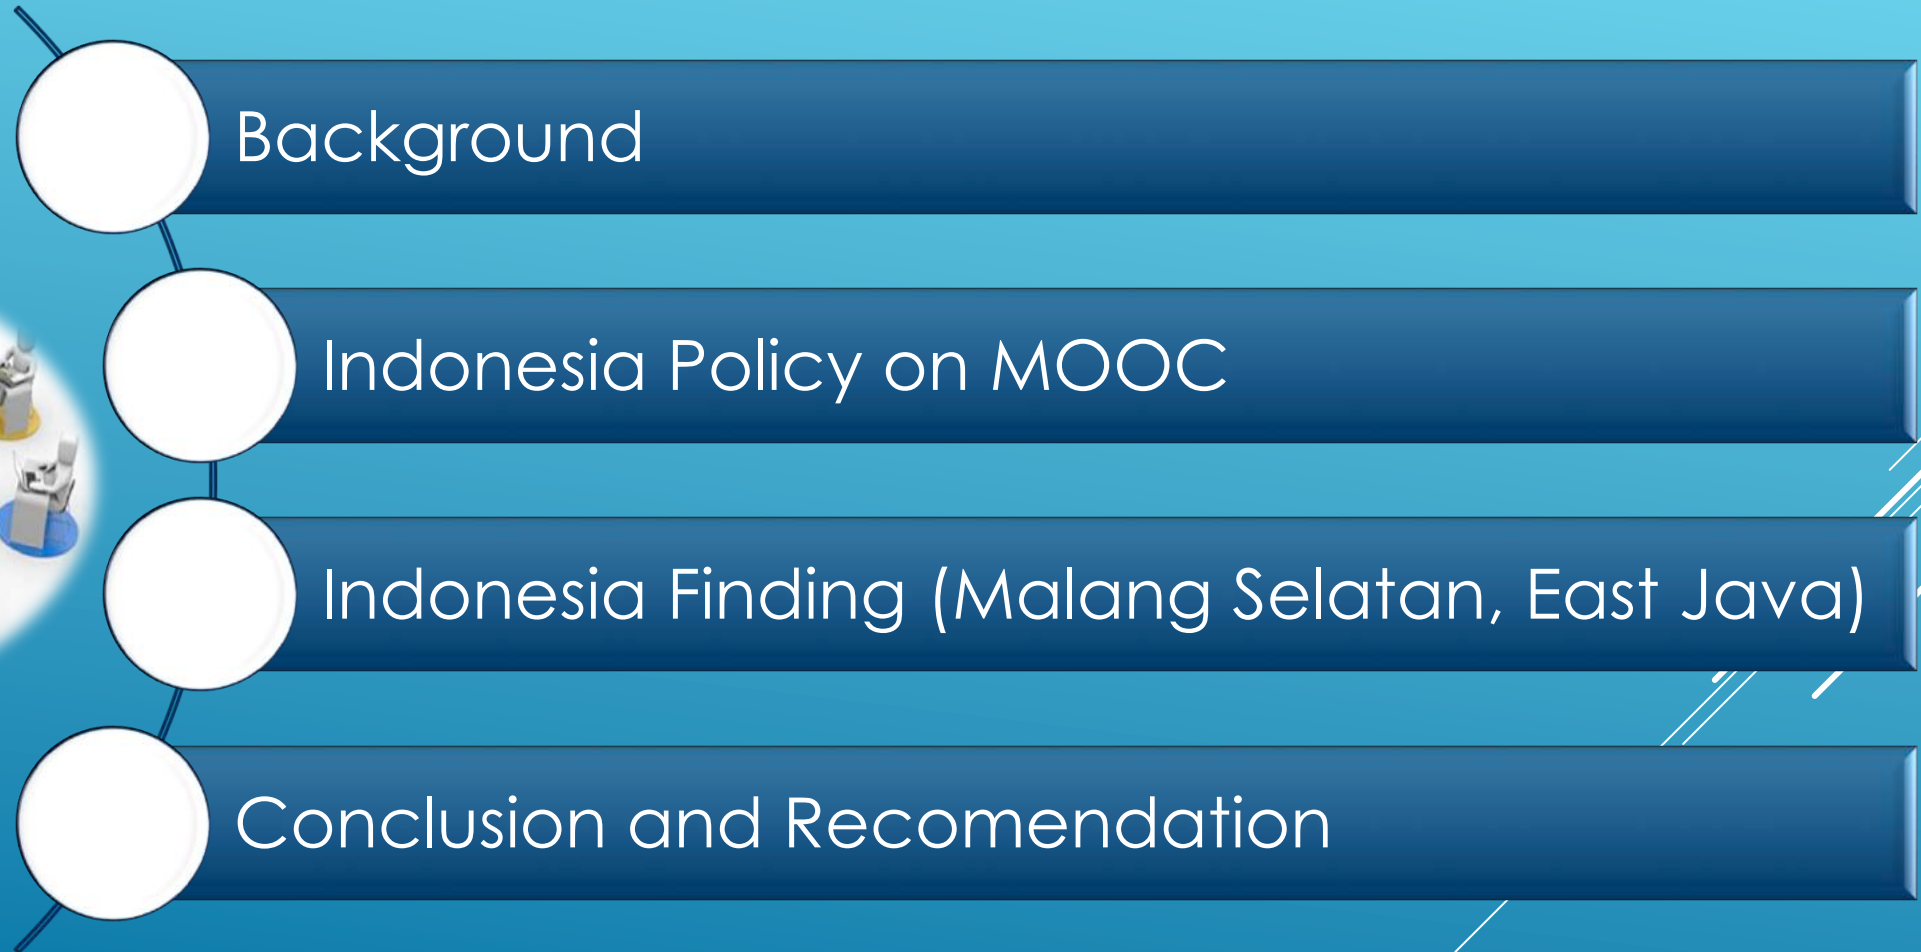 Background
Indonesia Policy on MOOC
Indonesia Finding (Malang Selatan, East Java)
Conclusion and Recomendation